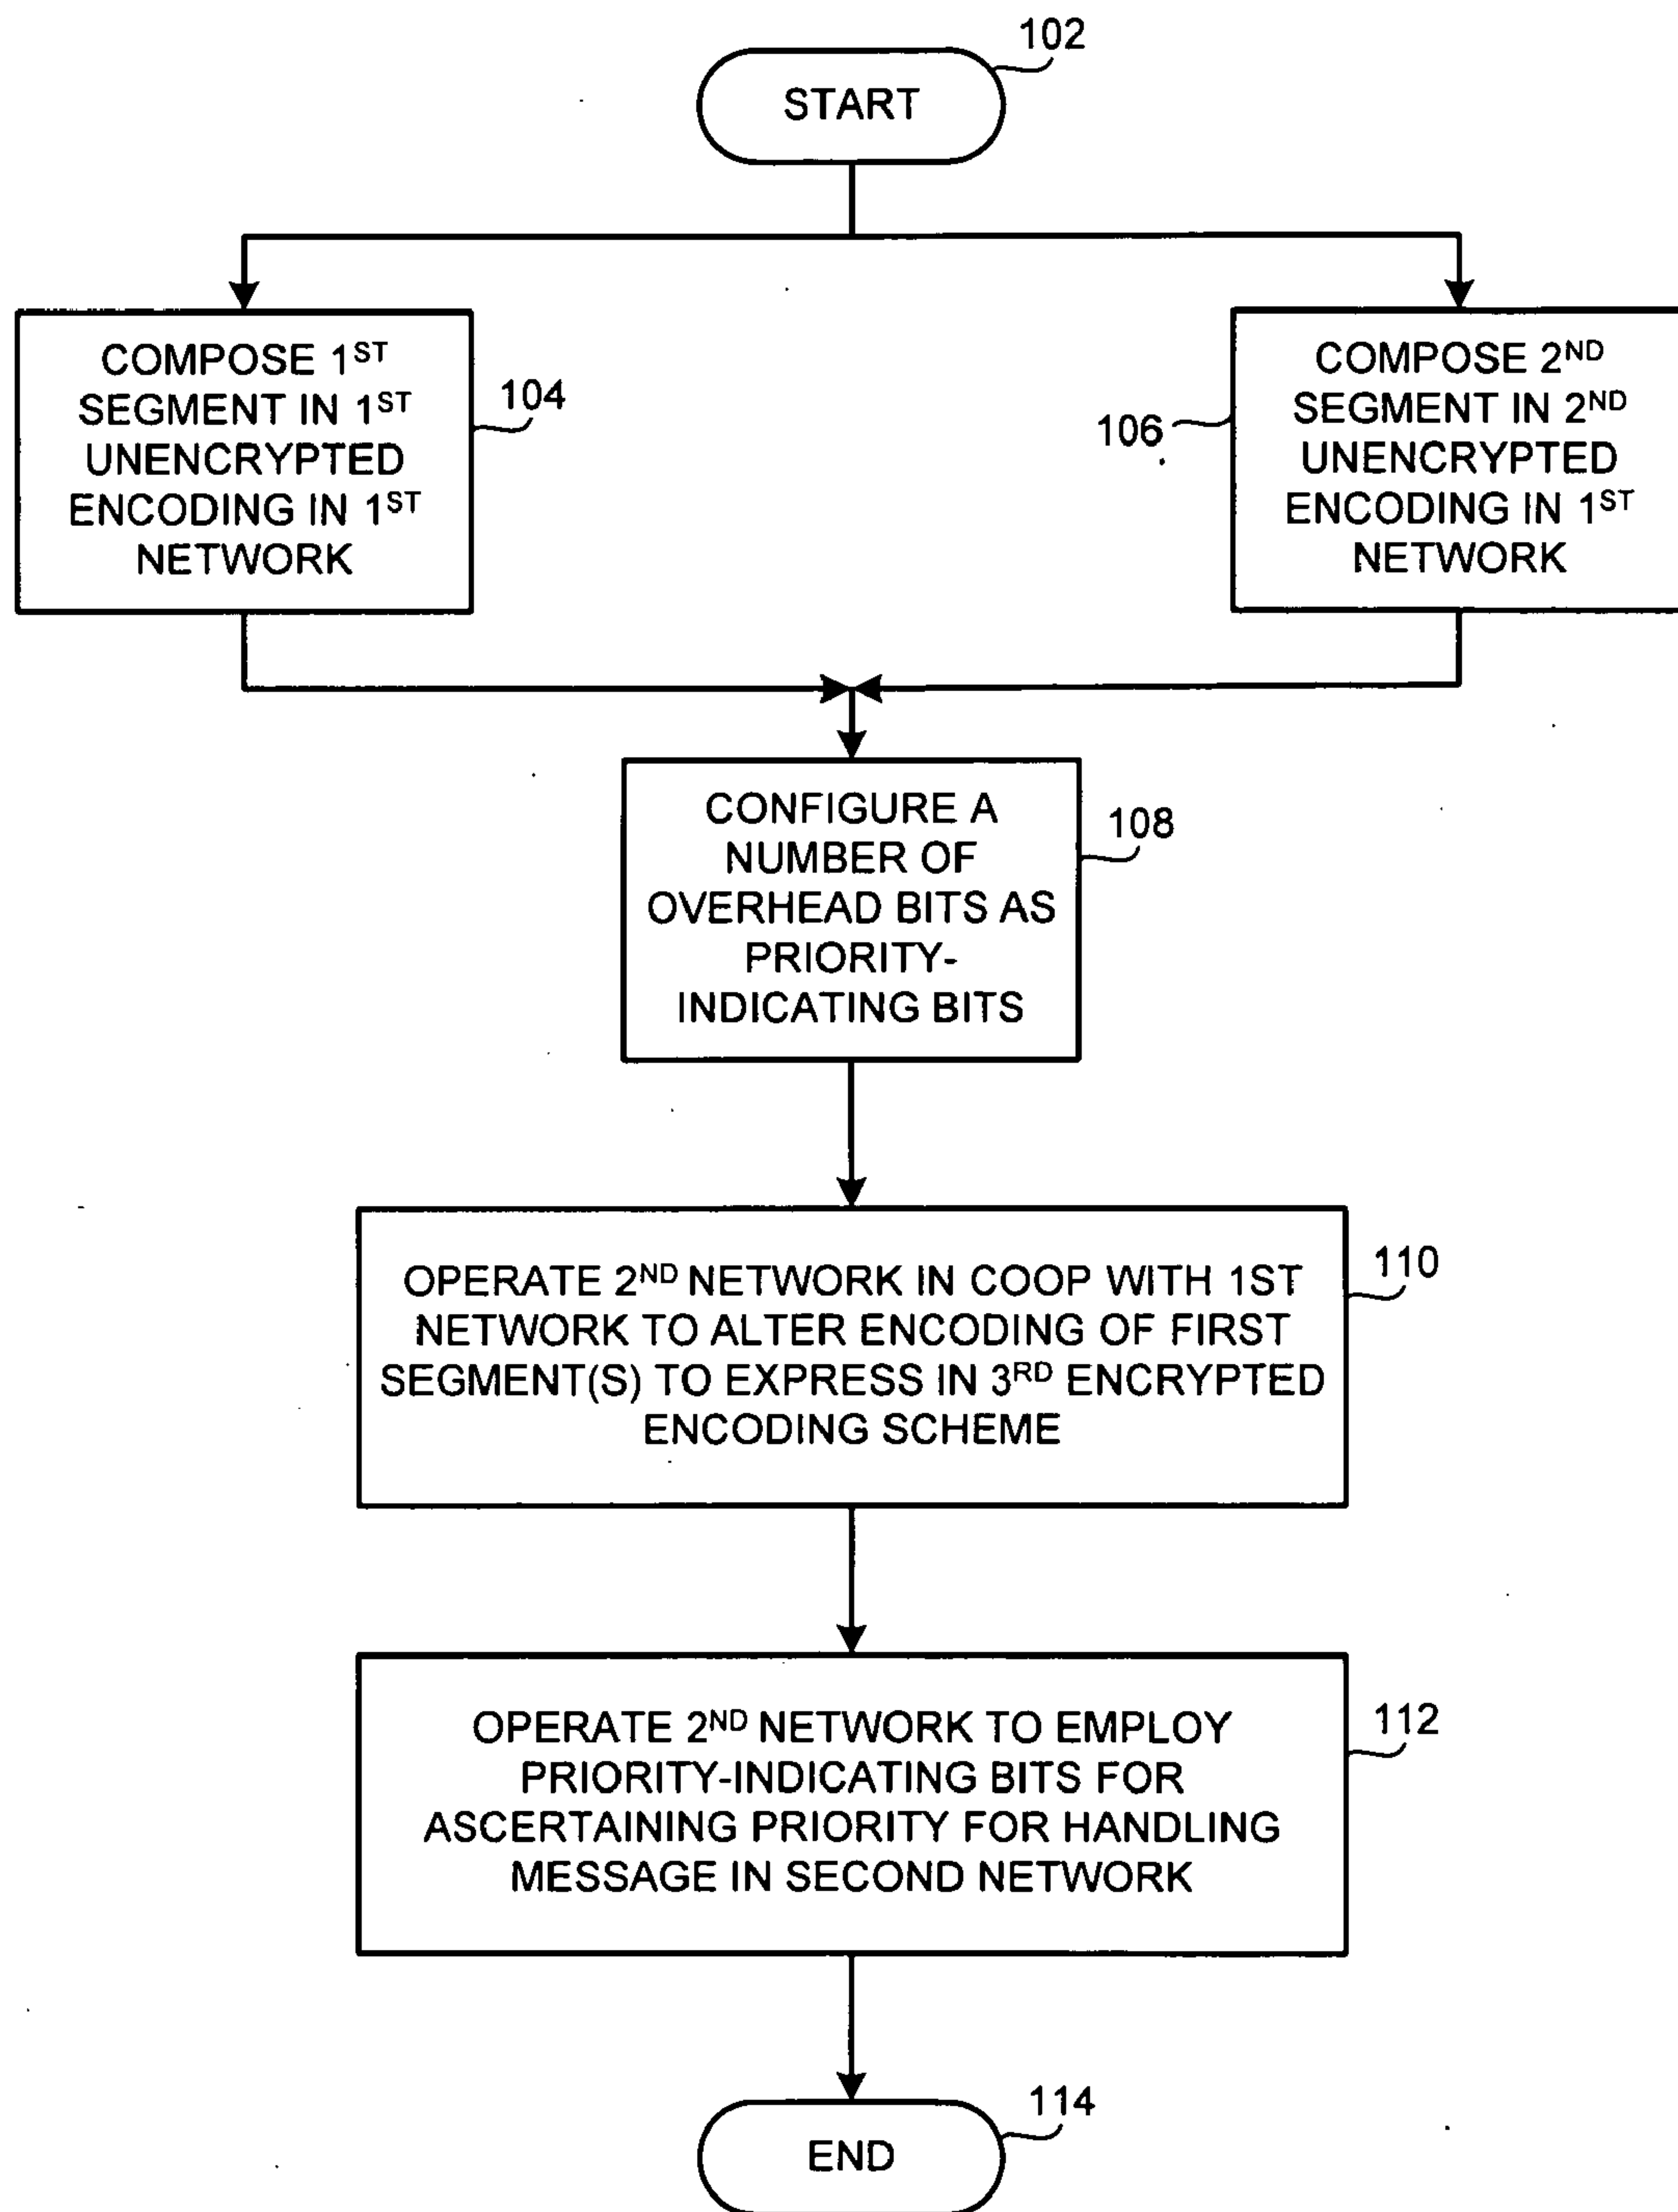 102
START
COMPOSE 1ST
SEGMENT IN 1ST
UNENCRYPTED
ENCODING IN 1ST
NETWORK
104
COMPOSE 2ND
SEGMENT IN 2ND
UNENCRYPTED
ENCODING IN 1ST
NETWORK
106
CONFIGURE A
NUMBER OF
OVERHEAD BITS AS
PRIORITY-
INDICATING BITS
108
OPERATE 2ND NETWORK IN COOP WITH 1ST
NETWORK TO ALTER ENCODING OF FIRST
SEGMENT(S) TO EXPRESS IN 3RD ENCRYPTED
ENCODING SCHEME
110
OPERATE 2ND NETWORK TO EMPLOY
PRIORITY-INDICATING BITS FOR
ASCERTAINING PRIORITY FOR HANDLING
MESSAGE IN SECOND NETWORK
112
114
END